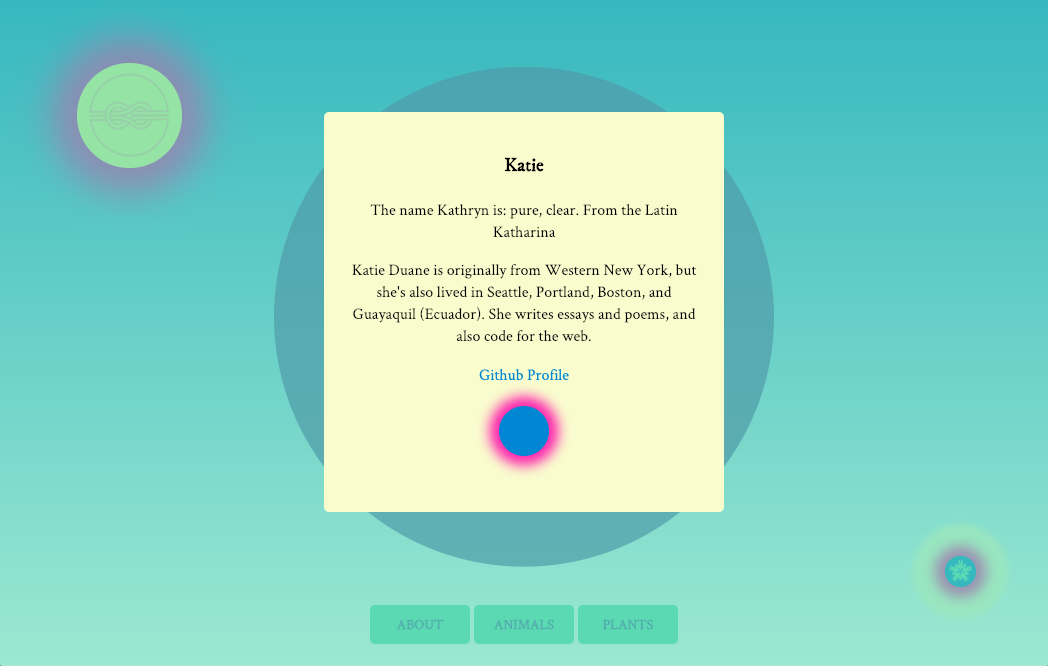 Katie
The name Kathryn is: pure, clear. From the Latin
Katharina
Katie Duane is originally from Western New York, but
she's also lived in Seattle, Portland, Boston, and
Guayaquil (Ecuador). She writes essays and poems, and
also code for the web.
Github Profile
ABOUT
ANIMALS
PLANTS